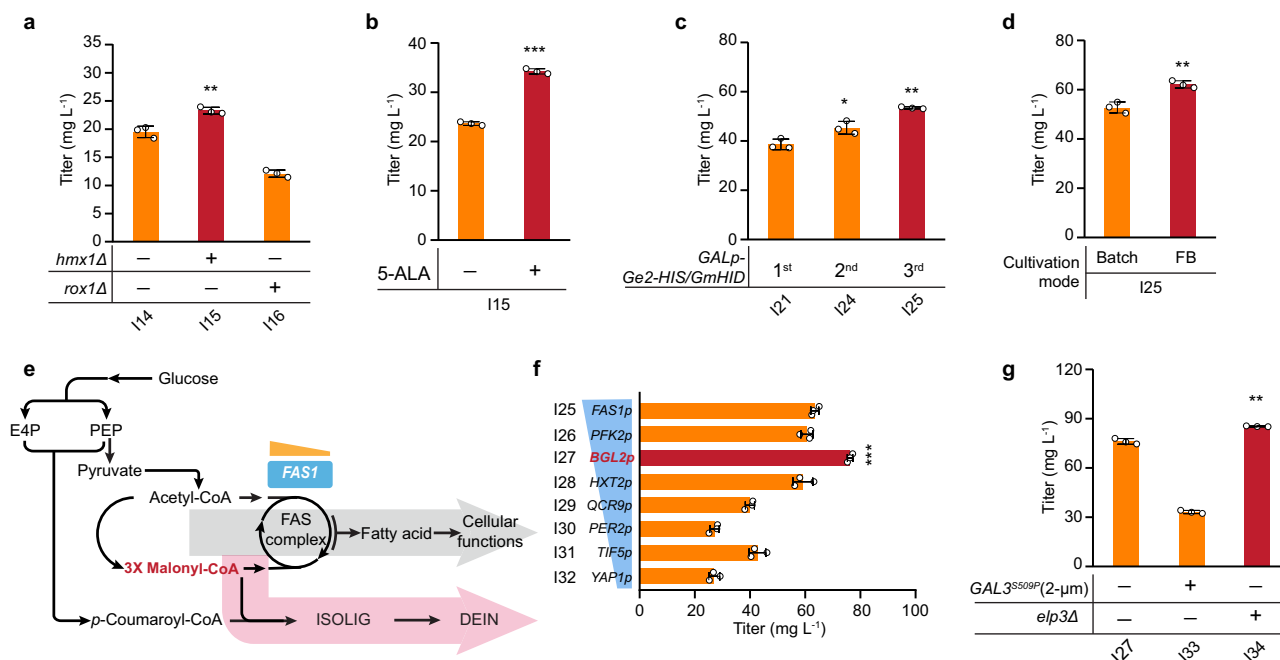 a
35
30
25
20
15
10
5
0
Titer (mg L⁻¹)
**
hmx1Δ – + –
rox1Δ – – +
I14 I15 I16
b
40
30
20
10
0
Titer (mg L⁻¹)
***
5-ALA – +
I15
c
80
60
40
20
0
Titer (mg L⁻¹)
* **
GALp-
Ge2-HIS/GmHID 1st 2nd 3rd
I21 I24 I25
d
80
60
40
20
0
Titer (mg L⁻¹)
**
Cultivation
mode
Batch FB
I25
e
Glucose
E4P PEP
Pyruvate
FAS1
Acetyl-CoA
FAS
complex
Fatty acid
Cellular
functions
3X Malonyl-CoA
p-Coumaroyl-CoA
ISOLIG
DEIN
f
I25 FAS1p
I26 PFK2p
I27 BGL2p ***
I28 HXT2p
I29 QCR9p
I30 PER2p
I31 TIF5p
I32 YAP1p
0 20 40 60 80 100
Titer (mg L⁻¹)
g
120
90
60
30
0
Titer (mg L⁻¹)
**
GAL3S509P(2-μm) – + –
elp3Δ – – +
I27 I33 I34